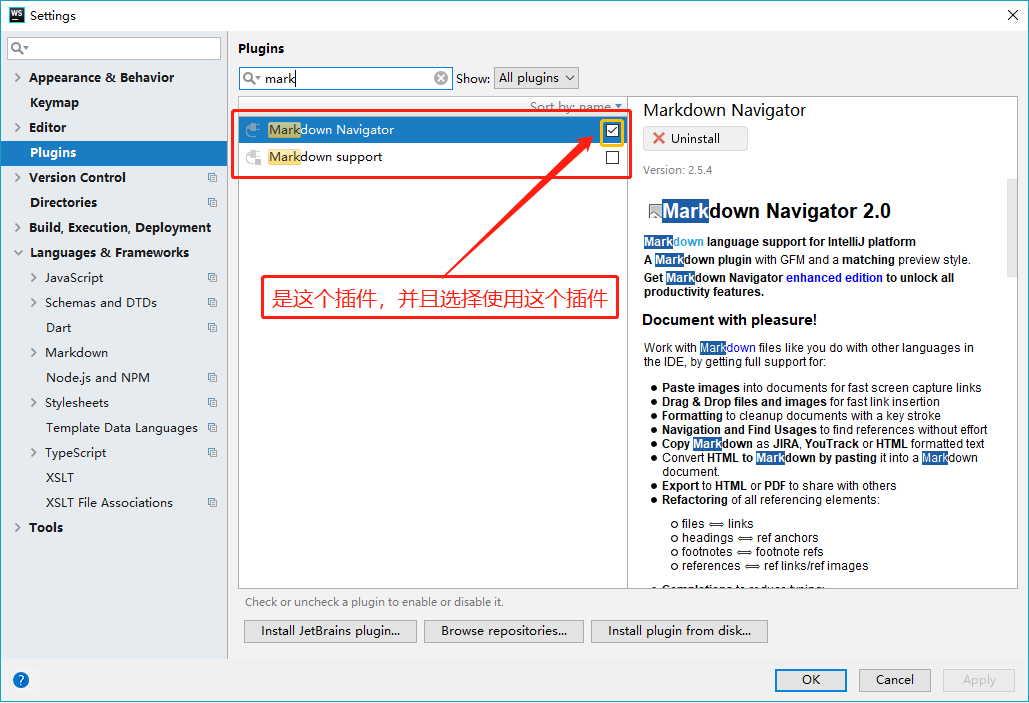 WS
Settings
Plugins
mark
Show: All plugins
Appearance & Behavior
Keymap
Editor
Plugins
Version Control
Directories
Build, Execution, Deployment
Languages & Frameworks
JavaScript
Schemas and DTDs
Dart
Markdown
Node.js and NPM
Stylesheets
Template Data Languages
TypeScript
XSLT
XSLT File Associations
Tools
Sort by: name
Markdown Navigator
Markdown support
是这个插件，并且选择使用这个插件
Markdown Navigator
Uninstall
Version: 2.5.4
Markdown Navigator 2.0
Markdown language support for IntelliJ platform
A Markdown plugin with GFM and a matching preview style.
Get Markdown Navigator enhanced edition to unlock all
productivity features.
Document with pleasure!
Work with Markdown files like you do with other languages in
the IDE, by getting full support for:
Paste images into documents for fast screen capture links
Drag & Drop files and images for fast link insertion
Formatting to cleanup documents with a key stroke
Navigation and Find Usages to find references without effort
Copy Markdown as JIRA, YouTrack or HTML formatted text
Convert HTML to Markdown by pasting it into a Markdown
document.
Export to HTML or PDF to share with others
Refactoring of all referencing elements:
files ⟺ links
headings ⟺ ref anchors
footnotes ⟺ footnote refs
references ⟺ ref links/ref images
Completions to reduce typing:
Check or uncheck a plugin to enable or disable it.
Install JetBrains plugin...
Browse repositories...
Install plugin from disk...
?
OK
Cancel
Apply